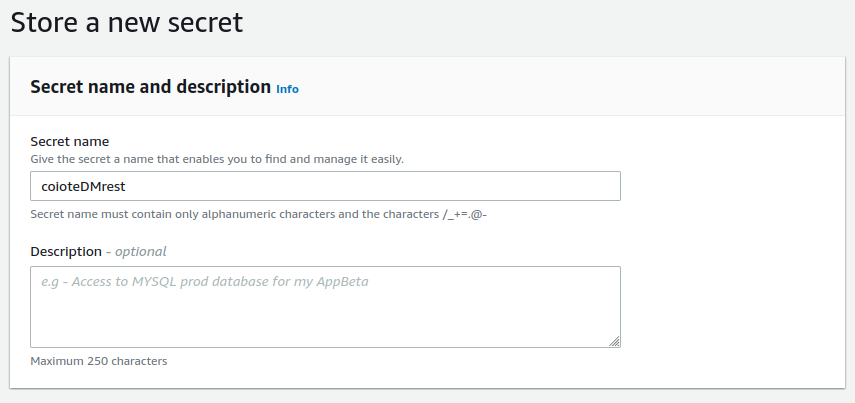 Store a new secret
Secret name and description Info
Secret name
Give the secret a name that enables you to find and manage it easily.
coioteDMrest
Secret name must contain only alphanumeric characters and the characters /_+=.@-
Description - optional
e.g - Access to MYSQL prod database for my AppBeta
Maximum 250 characters